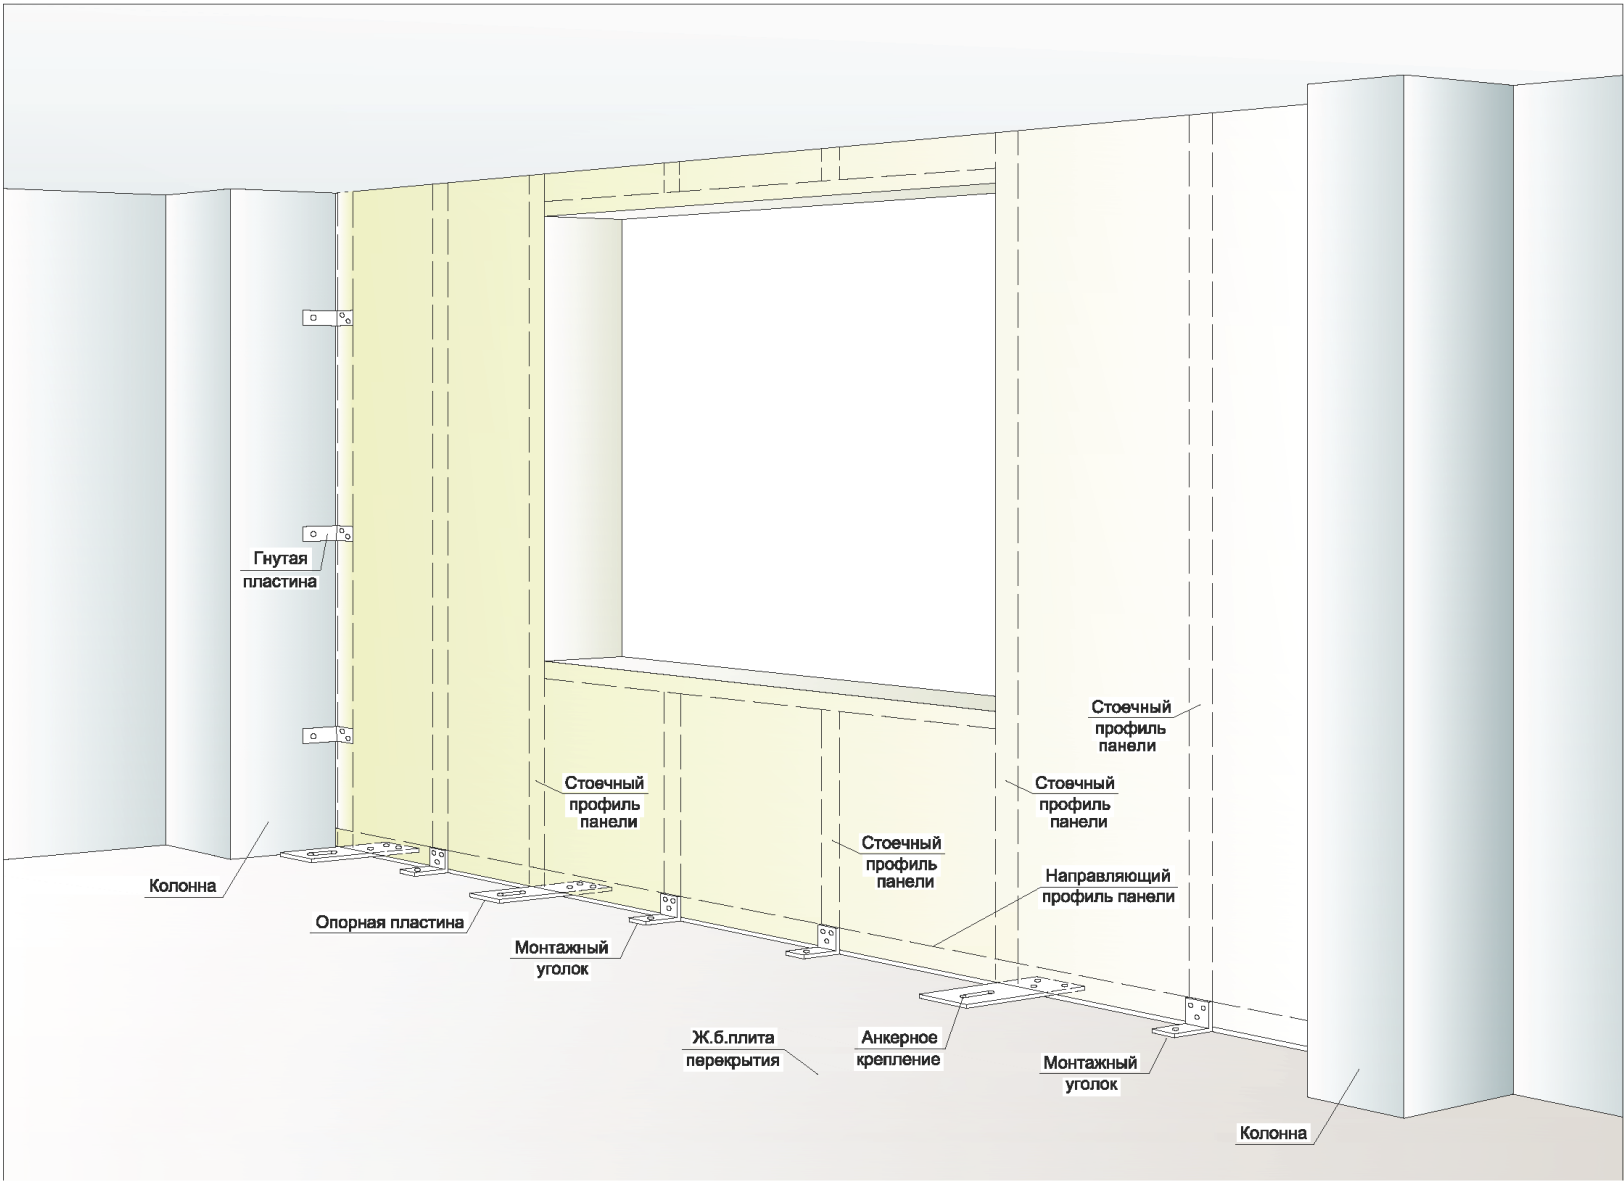 Гнутая
пластина
Стоечный
профиль
панели
Стоечный
профиль
панели
Стоечный
профиль
панели
Стоечный
профиль
панели
Направляющий
профиль панели
Колонна
Опорная пластина
Монтажный
уголок
Ж.б.плита
перекрытия
Анкерное
крепление
Монтажный
уголок
Колонна